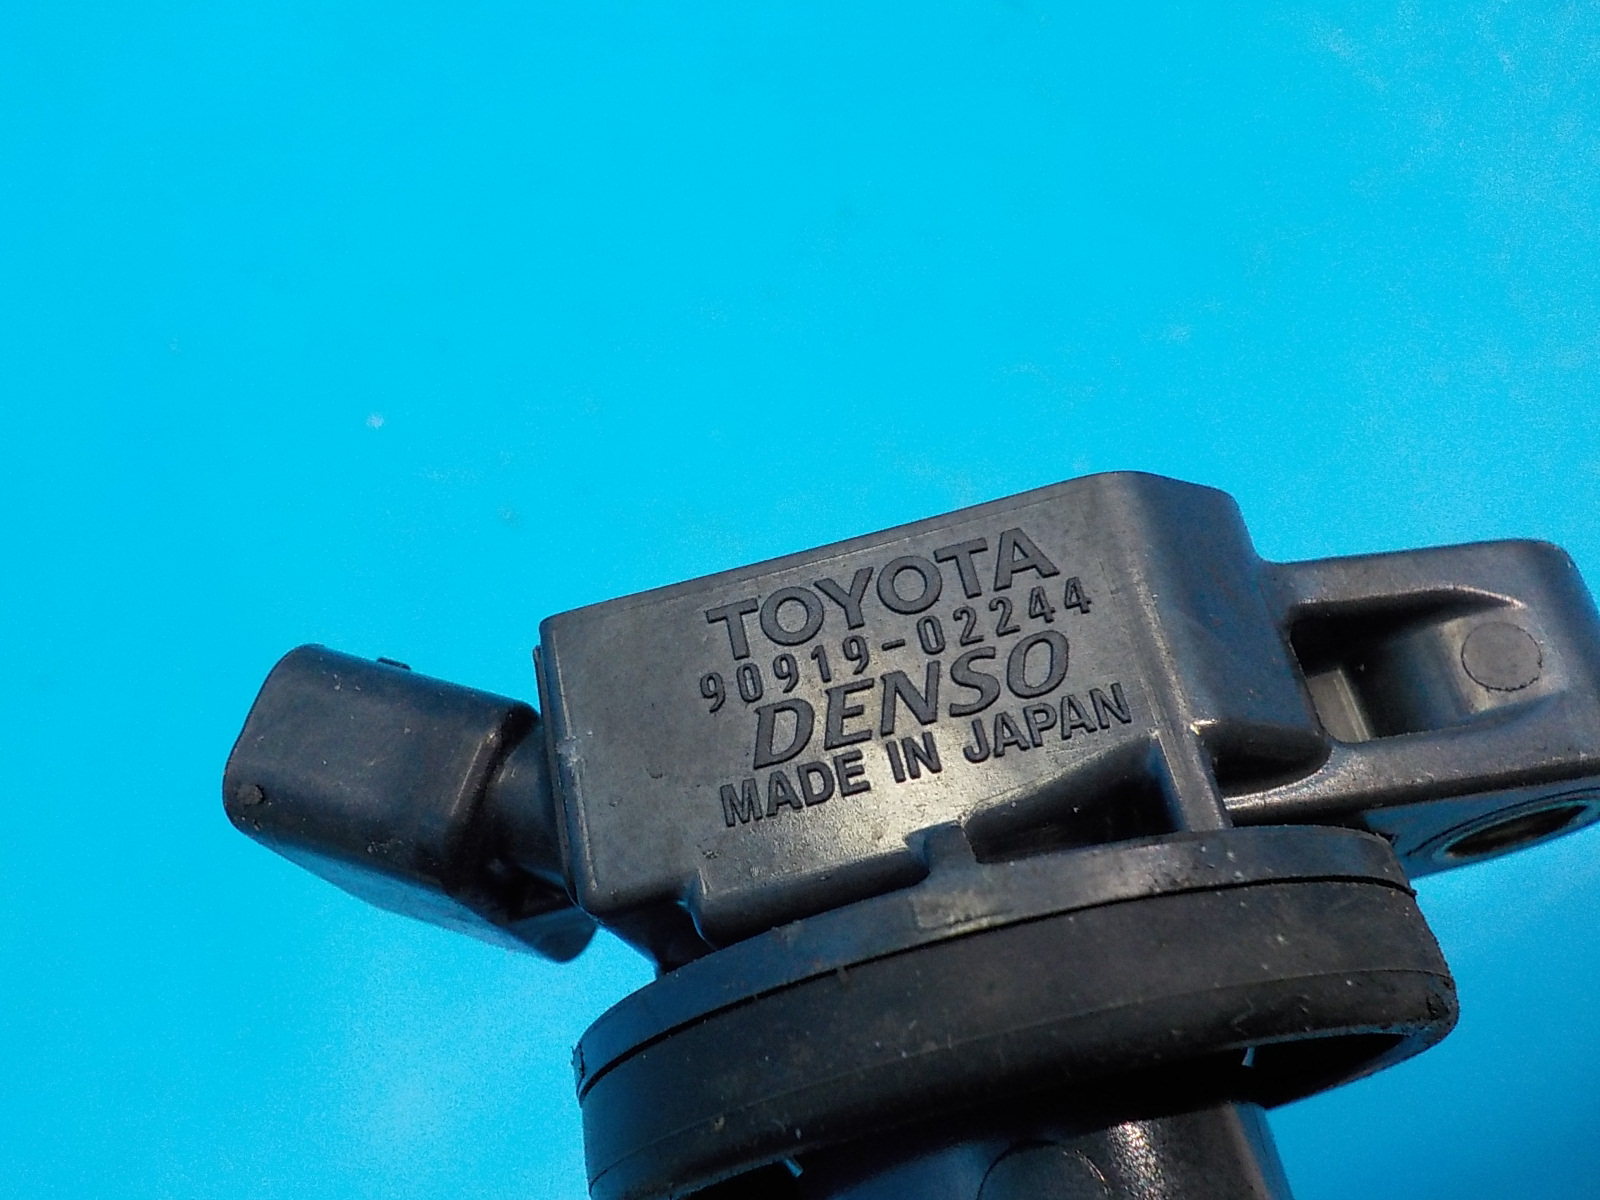 TOYOTA
90919-02244
DENSO
MADE IN JAPAN